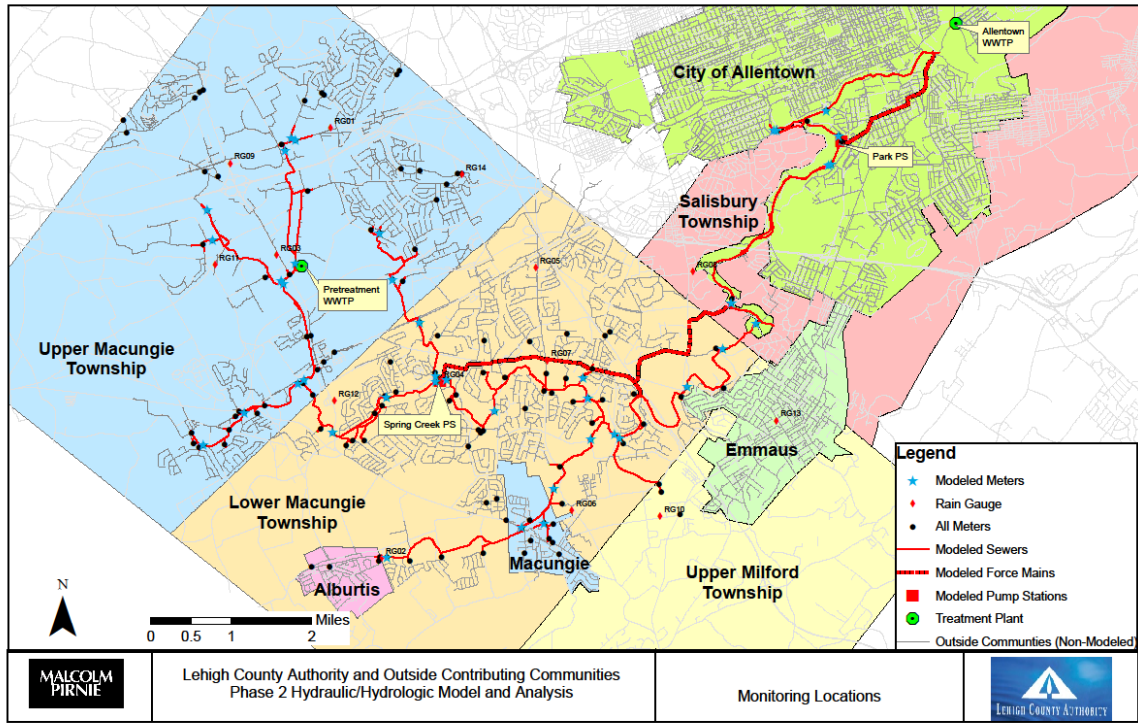 Allentown
WWTP
City of Allentown
RG01
RG09
Park PS
RG14
Salisbury
Township
RG03
RG11
RG05
Pretreatment
WWTP
Upper Macungie
Township
RG07
RG04
RG12
Spring Creek PS
RG13
Emmaus
Lower Macungie
Township
RG06
RG10
RG02
Macungie
Alburtis
Upper Milford
Township
N
Miles
0 0.5 1 2
Legend
Modeled Meters
Rain Gauge
All Meters
Modeled Sewers
Modeled Force Mains
Modeled Pump Stations
Treatment Plant
Outside Communties (Non-Modeled)
MALCOLM
PIRNIE
Lehigh County Authority and Outside Contributing Communities
Phase 2 Hydraulic/Hydrologic Model and Analysis
Monitoring Locations
LEHIGH COUNTY AUTHORITY